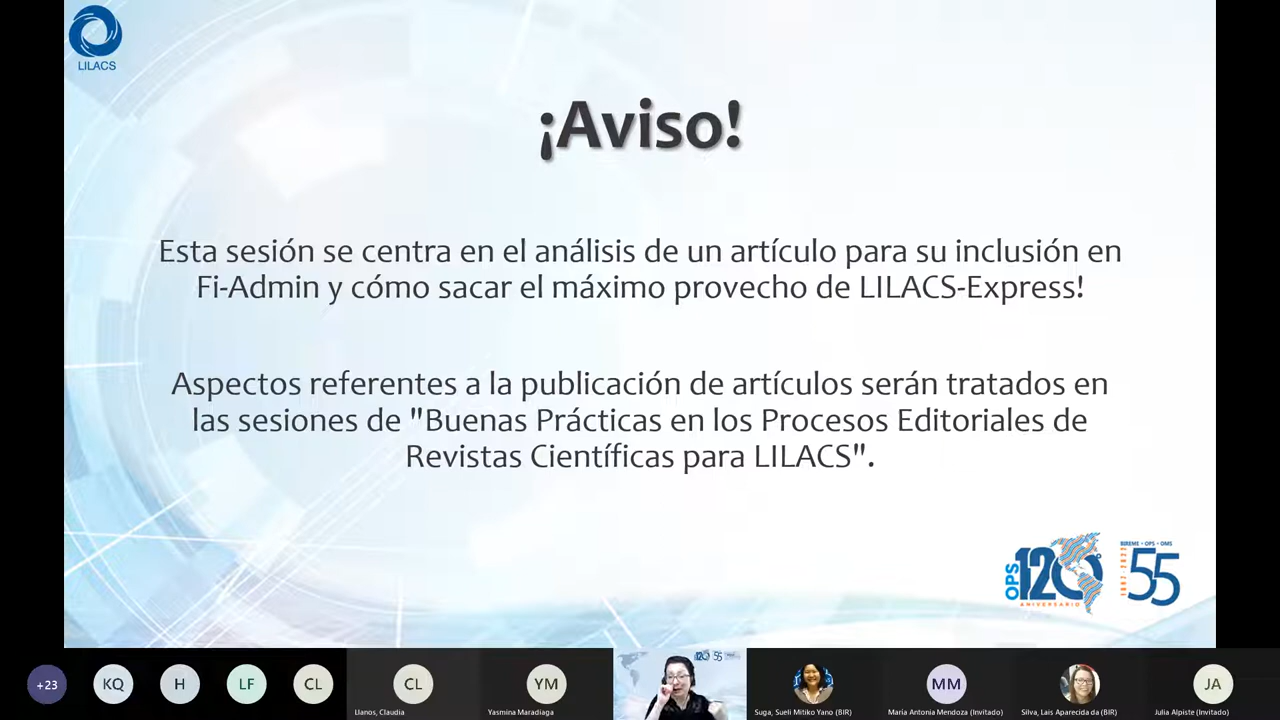 LILACS
¡Aviso!
Esta sesión se centra en el análisis de un artículo para su inclusión en
Fi-Admin y cómo sacar el máximo provecho de LILACS-Express!
Aspectos referentes a la publicación de artículos serán tratados en
las sesiones de "Buenas Prácticas en los Procesos Editoriales de
Revistas Científicas para LILACS".
OPS 120 ANIVERSARIO
BIREME • OPS • OMS
55
+23
KQ
H
LF
CL
CL
Llanos, Claudia
YM
Yasmina Maradiaga
120 55
Suga, Sueli Mitiko Yano (BIR)
MM
María Antonia Mendoza (Invitado)
Silva, Lais Aparecida da (BIR)
JA
Julia Alpiste (Invitado)